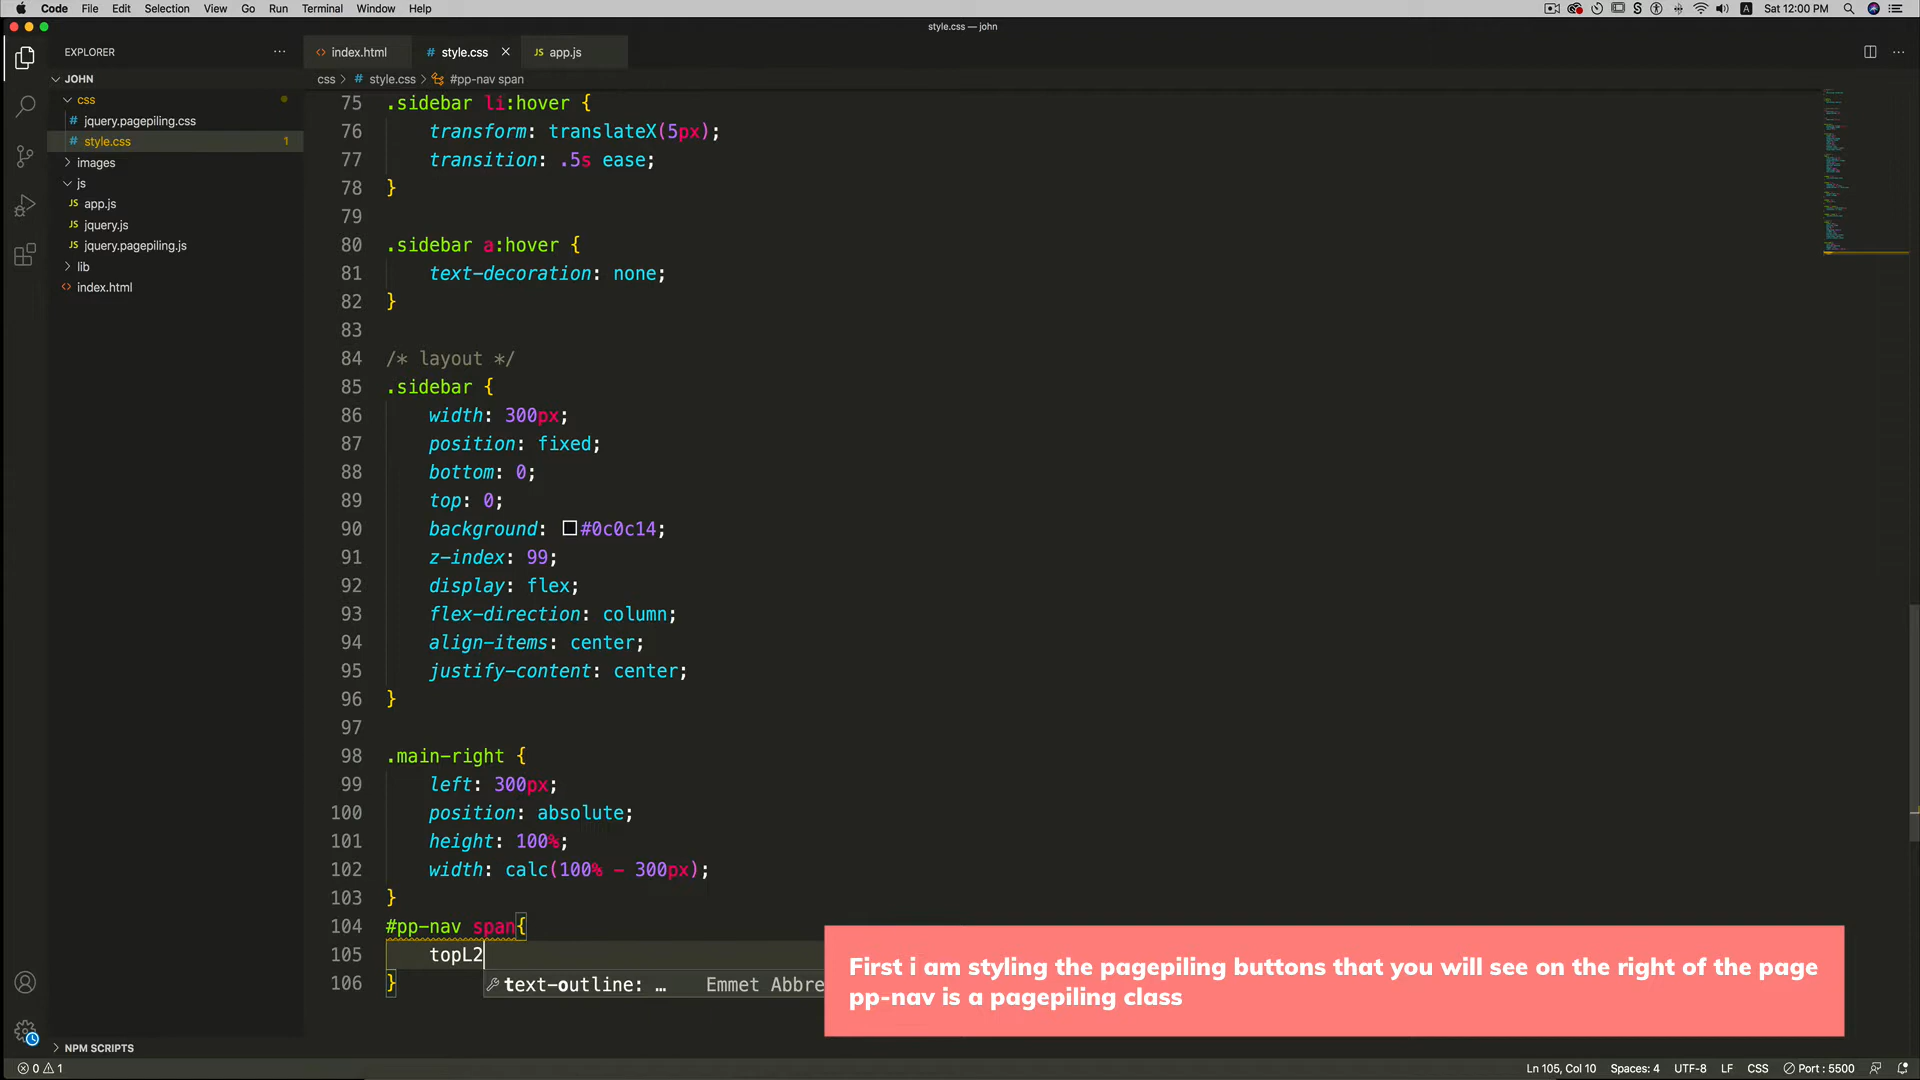 Code File Edit Selection View Go Run Terminal Window Help
A Sat 12:00 PM
style.css — john
EXPLORER ...
index.html # style.css × JS app.js
JOHN
css > # style.css > #pp-nav span
css
# jquery.pagepiling.css
# style.css 1
images
js
JS app.js
JS jquery.js
JS jquery.pagepiling.js
lib
<> index.html
75 .sidebar li:hover {
76 transform: translateX(5px);
77 transition: .5s ease;
78 }
79
80 .sidebar a:hover {
81 text-decoration: none;
82 }
83
84 /* layout */
85 .sidebar {
86 width: 300px;
87 position: fixed;
88 bottom: 0;
89 top: 0;
90 background: #0c0c14;
91 z-index: 99;
92 display: flex;
93 flex-direction: column;
94 align-items: center;
95 justify-content: center;
96 }
97
98 .main-right {
99 left: 300px;
100 position: absolute;
101 height: 100%;
102 width: calc(100% - 300px);
103 }
104 #pp-nav span{
105 topL2
106 }
text-outline: … Emmet Abbre
First i am styling the pagepiling buttons that you will see on the right of the page
pp-nav is a pagepiling class
NPM SCRIPTS
0 1 Ln 105, Col 10 Spaces: 4 UTF-8 LF CSS Port : 5500